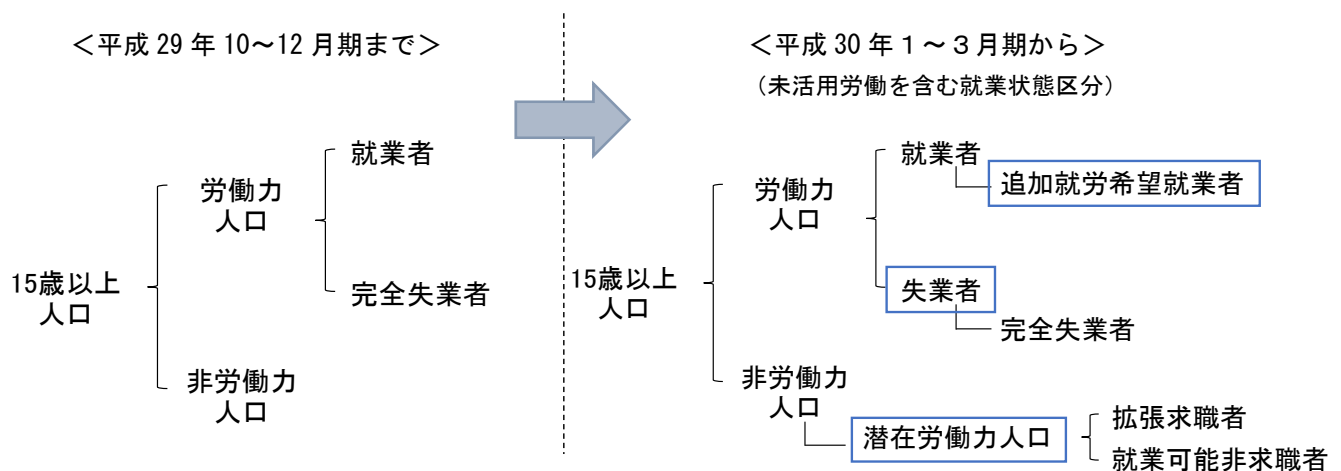 ＜平成 29 年 10～12 月期まで＞
就業者
労働力
人口
15歳以上
人口
完全失業者
非労働力
人口
＜平成 30 年 1～3 月期から＞
（未活用労働を含む就業状態区分）
就業者
追加就労希望就業者
労働力
人口
15歳以上
人口
失業者
完全失業者
非労働力
人口
潜在労働力人口
拡張求職者
就業可能非求職者